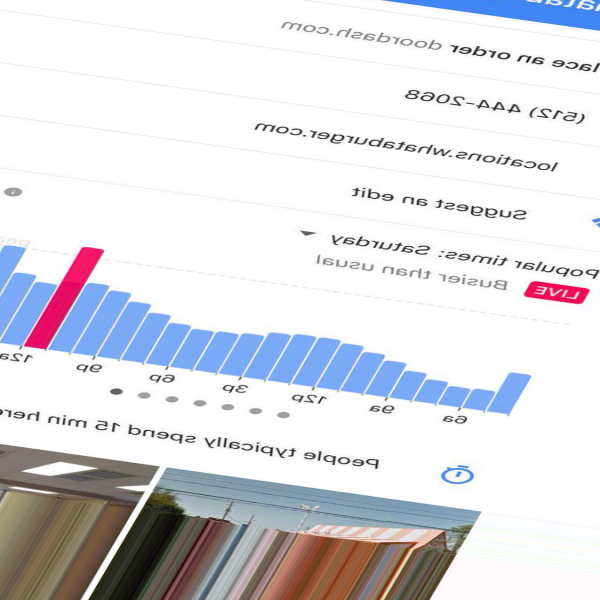 lace an order doordash.com
(512) 444-2068
locations.whataburger.com
Suggest an edit
Popular times: Saturday
LIVE Busier than usual
6a 9a 12p 3p 6p 9p 12a
People typically spend 15 min here